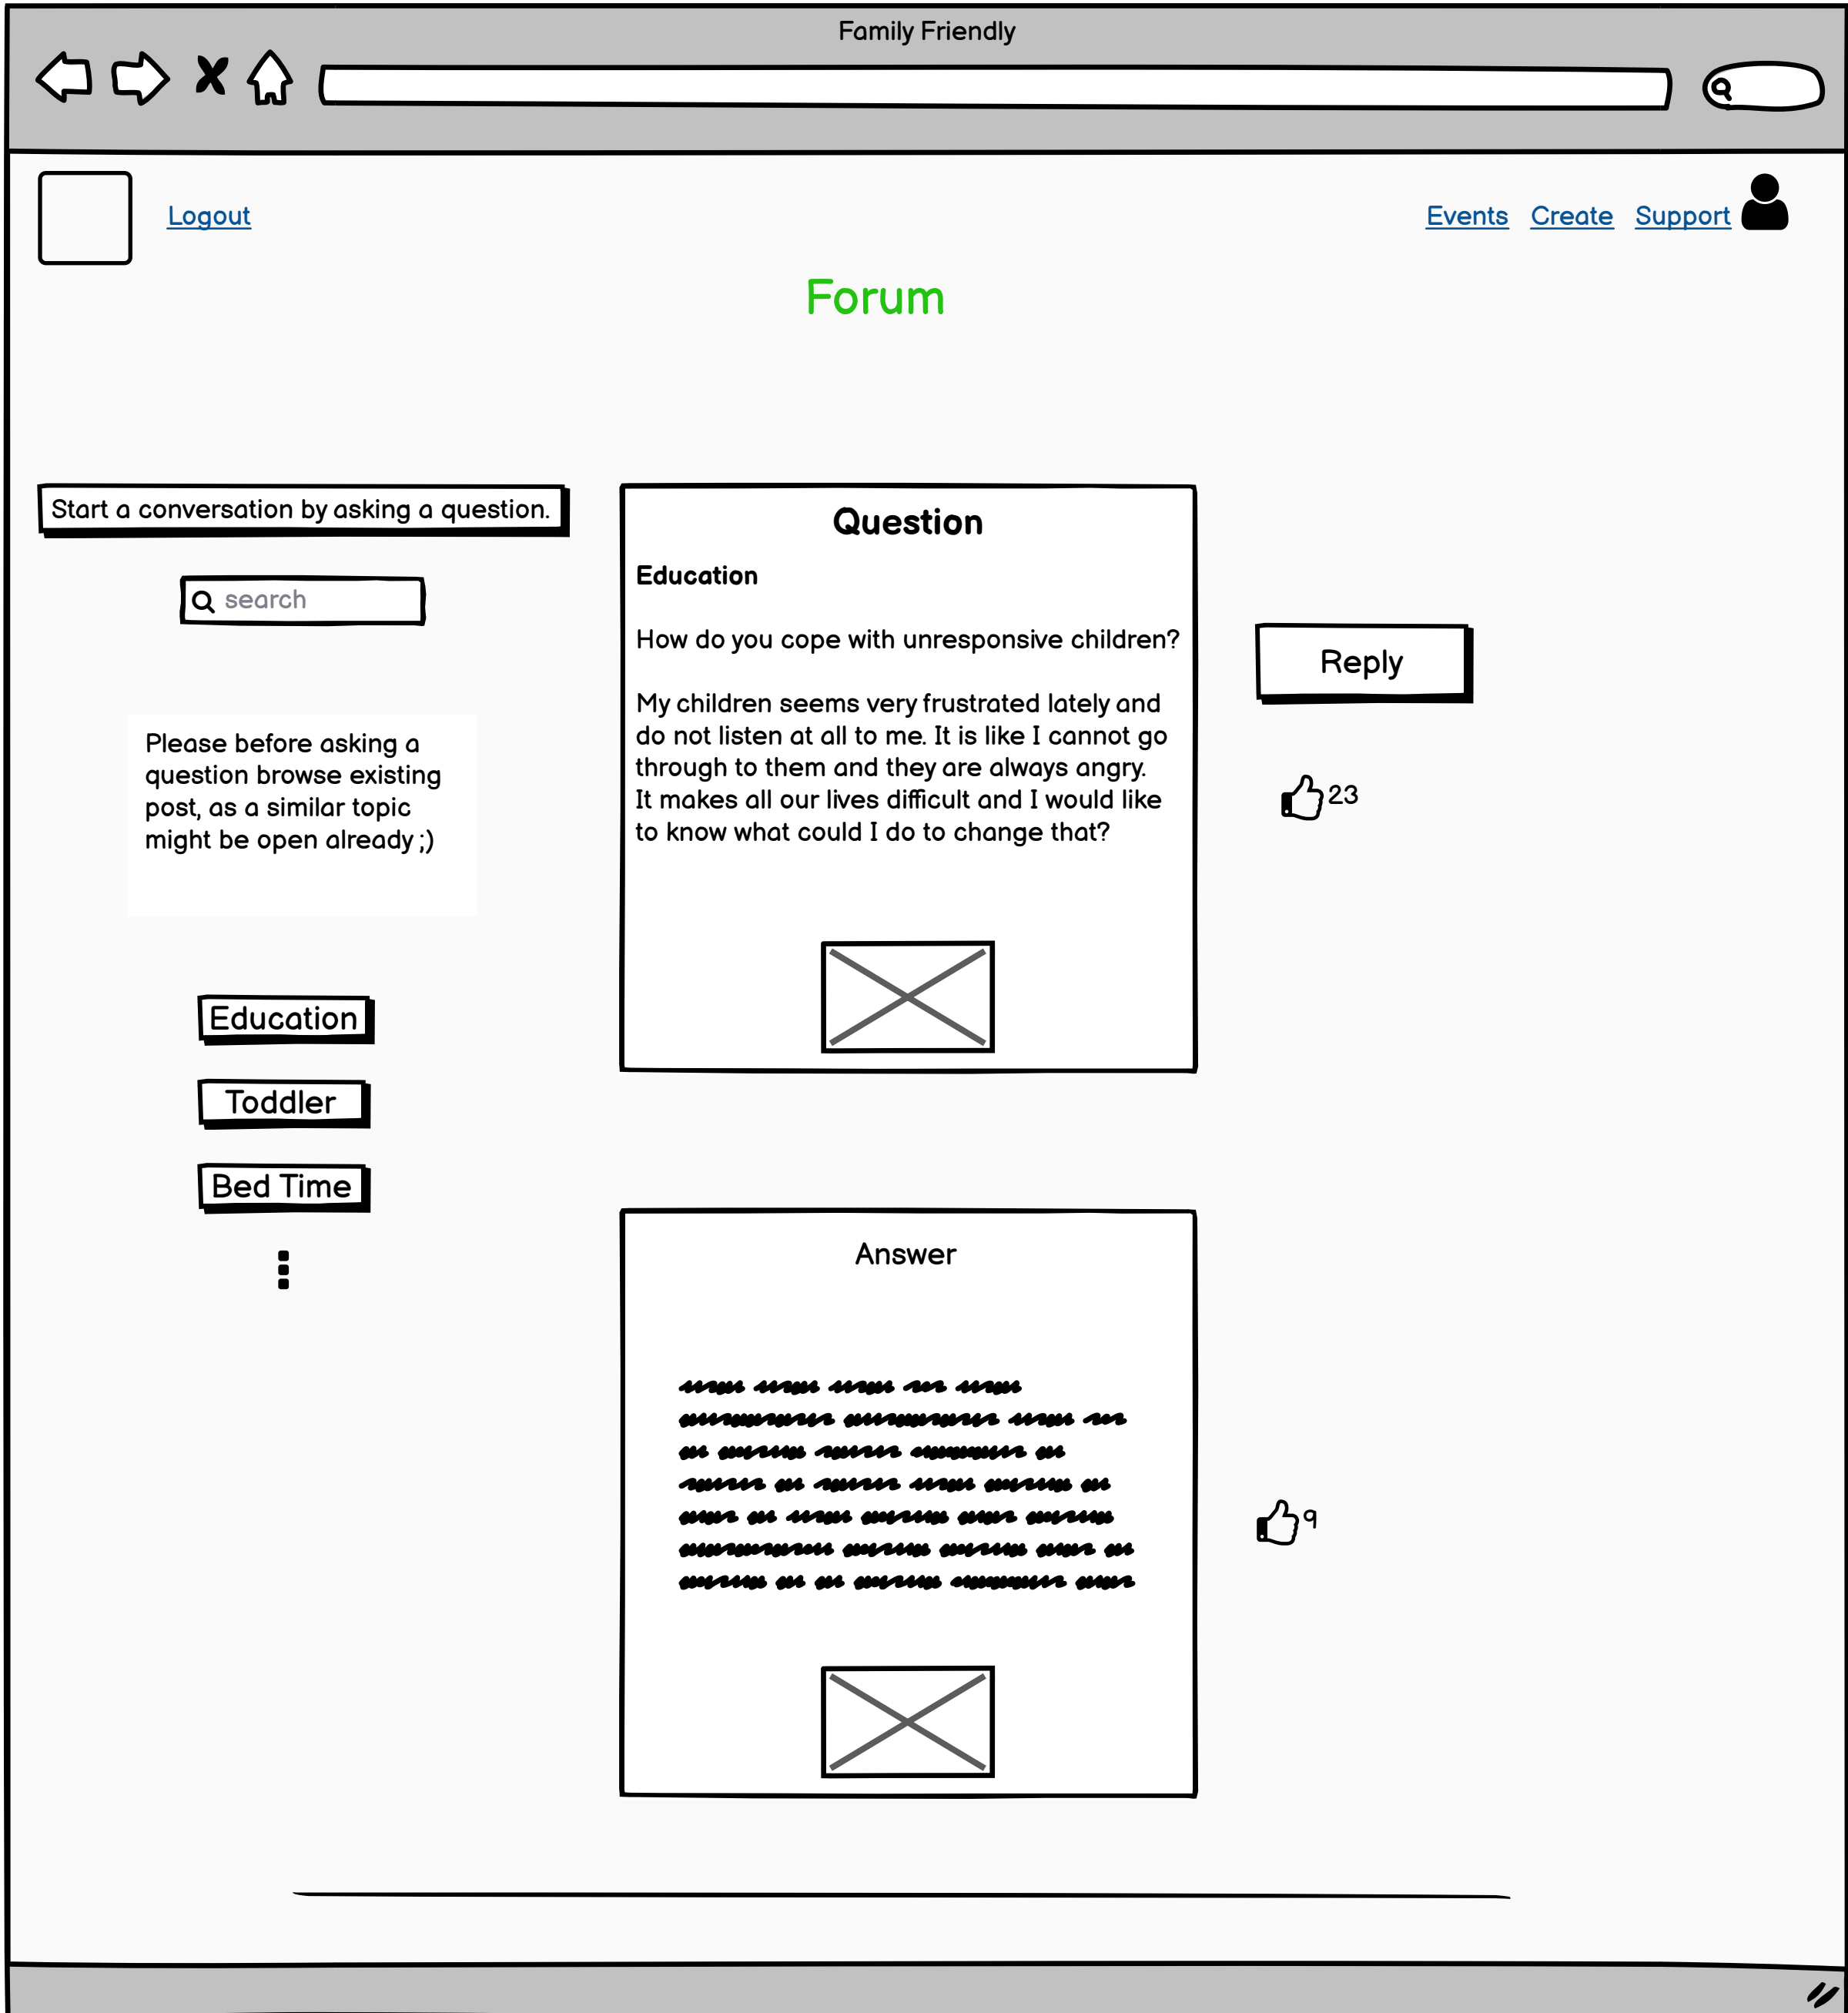 Family Friendly
Logout
Events Create Support
Forum
Start a conversation by asking a question.
search
Please before asking a
question browse existing
post, as a similar topic
might be open already ;)
Education
Toddler
Bed Time
Question
Education
How do you cope with unresponsive children?
My children seems very frustrated lately and
do not listen at all to me. It is like I cannot go
through to them and they are always angry.
It makes all our lives difficult and I would like
to know what could I do to change that?
Reply
23
Answer
9